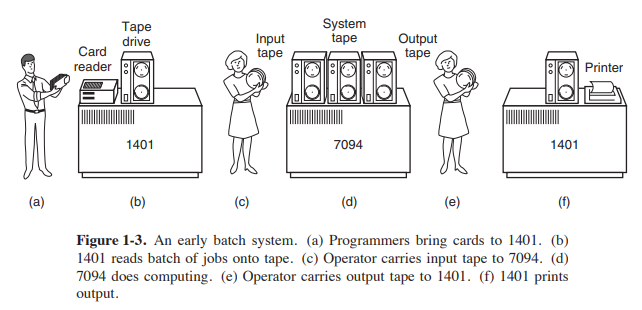 Tape
drive
Card
reader
Input
tape
System
tape
Output
tape
Printer
1401
7094
1401
(a)
(b)
(c)
(d)
(e)
(f)
Figure 1-3. An early batch system. (a) Programmers bring cards to 1401. (b)
1401 reads batch of jobs onto tape. (c) Operator carries input tape to 7094. (d)
7094 does computing. (e) Operator carries output tape to 1401. (f) 1401 prints
output.